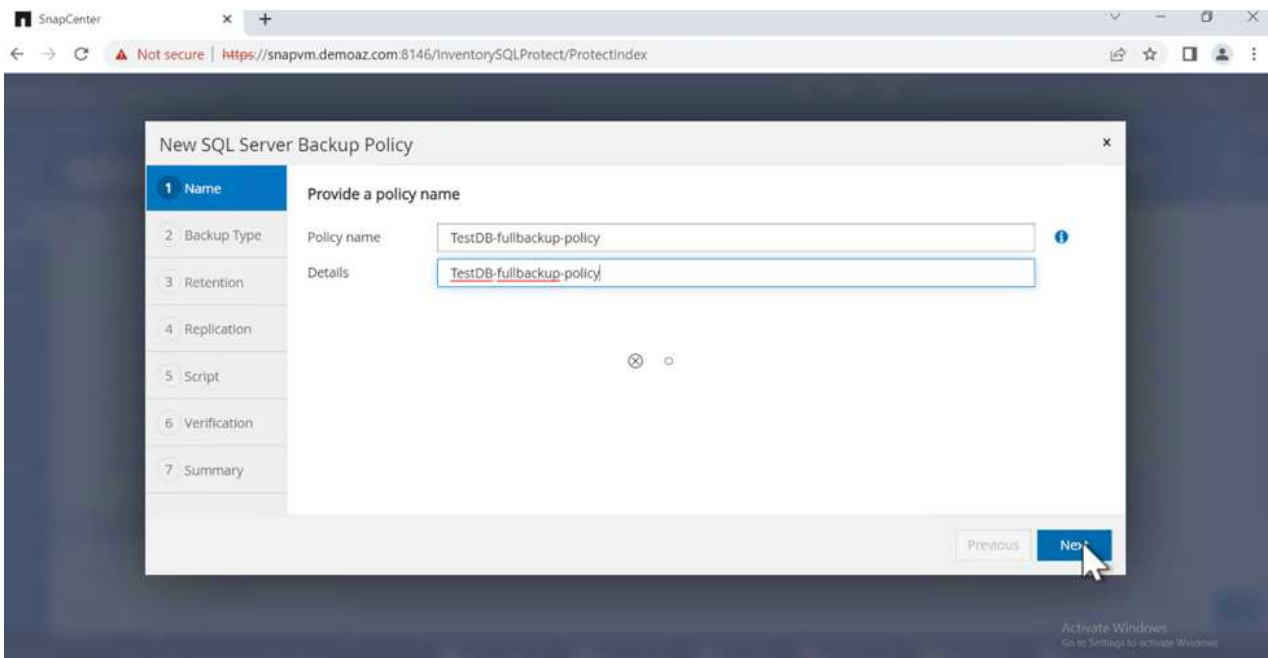 SnapCenter
Not secure | https://snapvm.demoaz.com:8146/InventorySQLProtect/ProtectIndex
New SQL Server Backup Policy
1 Name
2 Backup Type
3 Retention
4 Replication
5 Script
6 Verification
7 Summary
Provide a policy name
Policy name TestDB-fullbackup-policy
Details TestDB-fullbackup-policy
Previous Next
Activate Windows
Go to Settings to activate Windows.